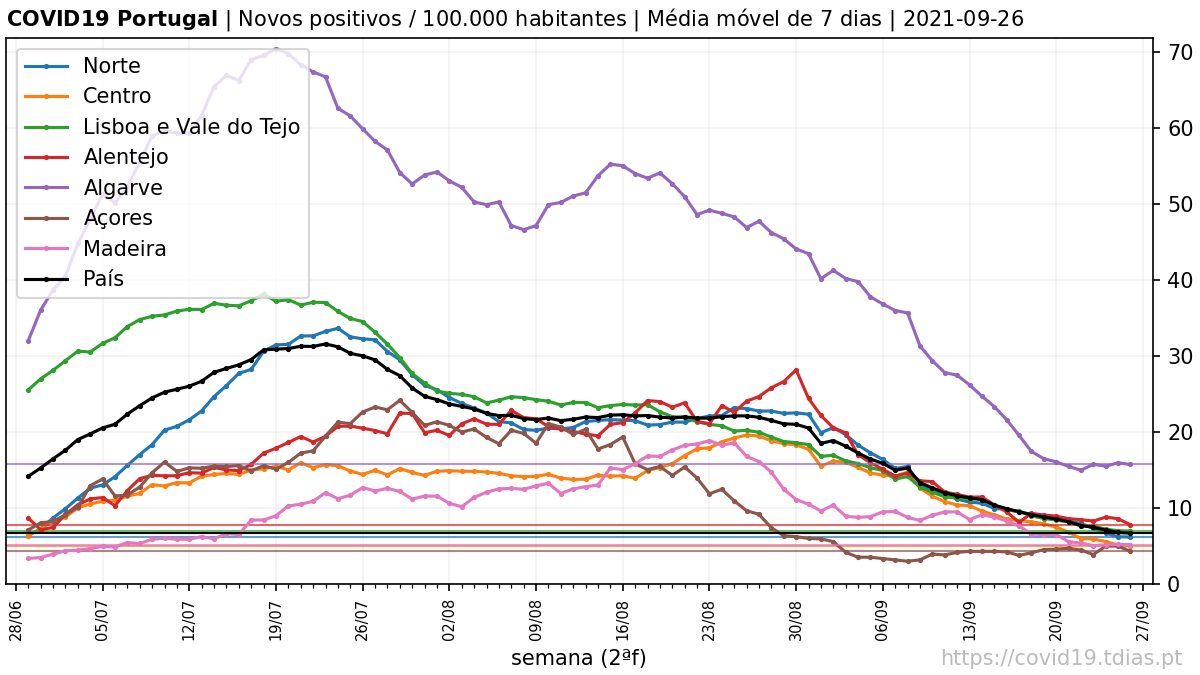 COVID19 Portugal | Novos positivos / 100.000 habitantes | Média móvel de 7 dias | 2021-09-26
Norte
Centro
Lisboa e Vale do Tejo
Alentejo
Algarve
Açores
Madeira
País
70
60
50
40
30
20
10
0
28/06
05/07
12/07
19/07
26/07
02/08
09/08
16/08
23/08
30/08
06/09
13/09
20/09
27/09
semana (2ªf)
https://covid19.tdias.pt